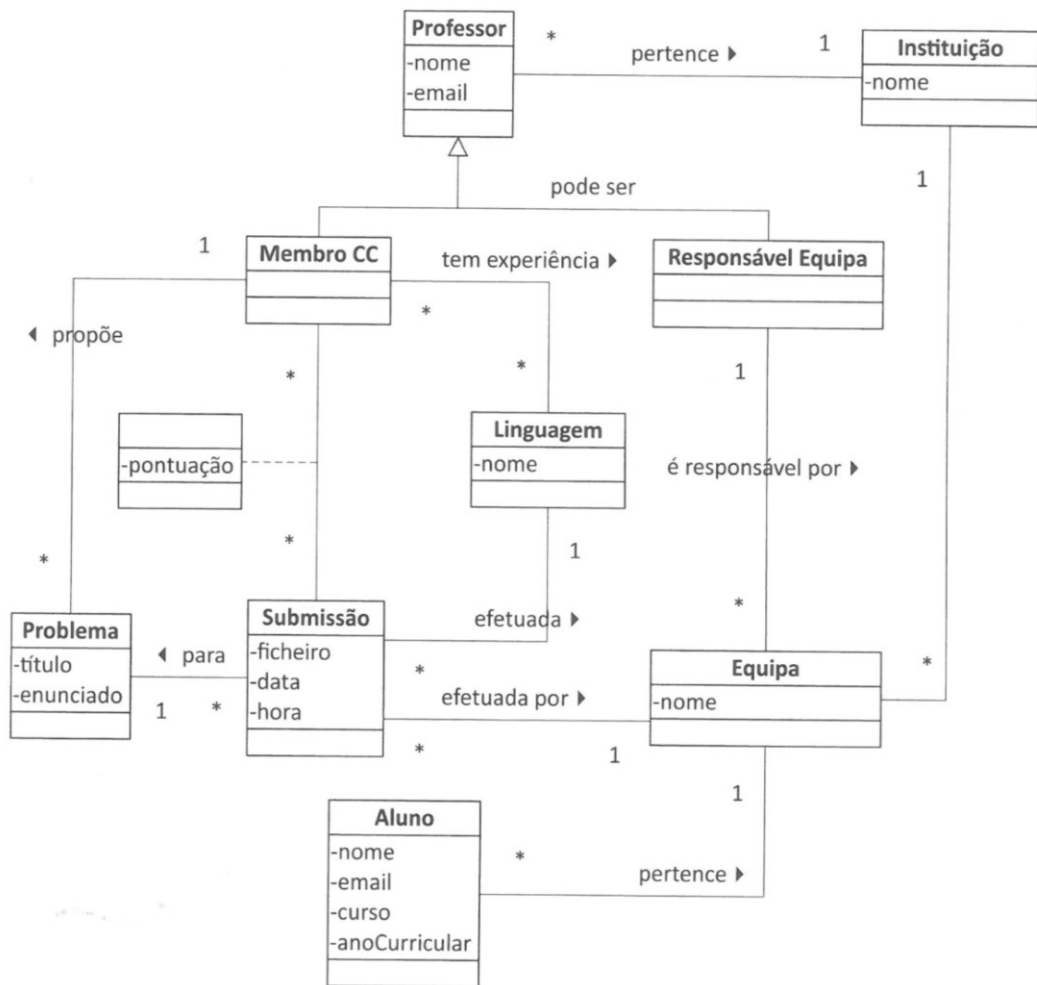 Professor
-nome
-email
*
pertence ▶
1
Instituição
-nome
1
pode ser
1
Membro CC
tem experiência ▶
Responsável Equipa
◀ propõe
*
*
*
1
-pontuação
Linguagem
-nome
é responsável por ▶
*
*
1
*
Problema
-título
-enunciado
◀ para
1
*
Submissão
-ficheiro
-data
-hora
efetuada ▶
*
efetuada por ▶
*
1
Equipa
-nome
*
1
Aluno
-nome
-email
-curso
-anoCurricular
*
pertence ▶